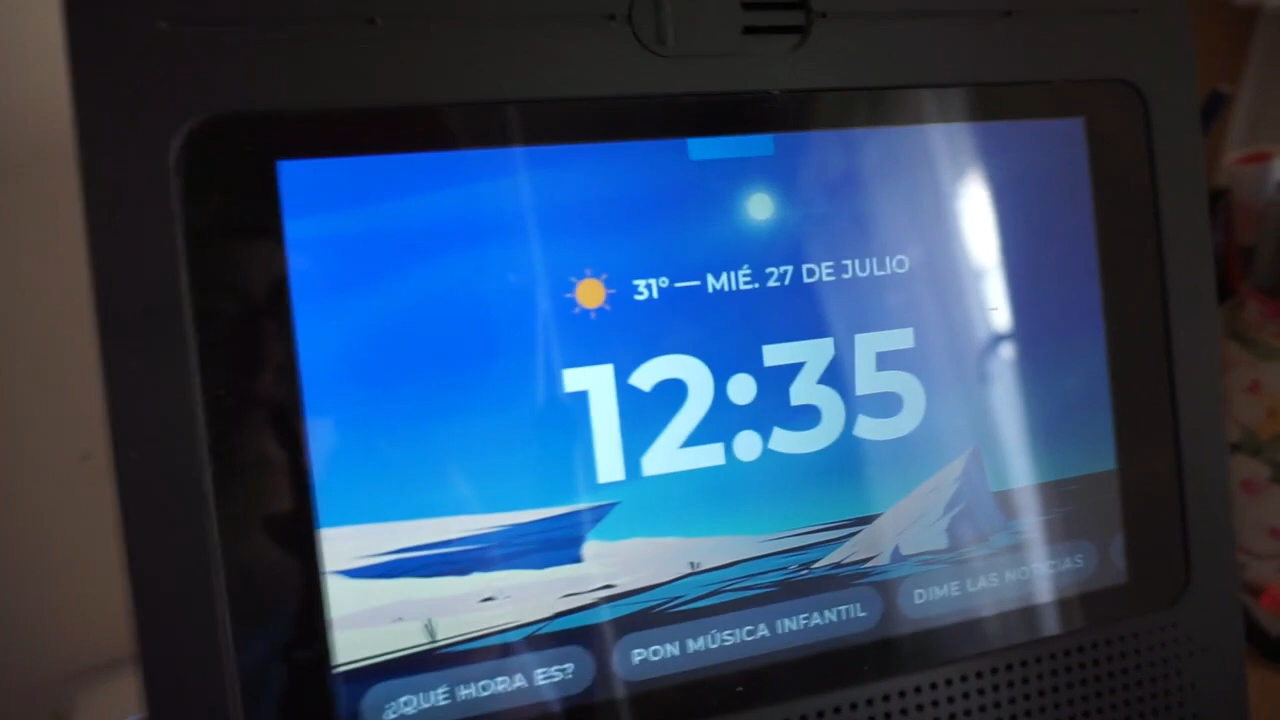 31° — MIÉ. 27 DE JULIO
12:35
¿QUÉ HORA ES?
PON MÚSICA INFANTIL
DIME LAS NOTICIAS